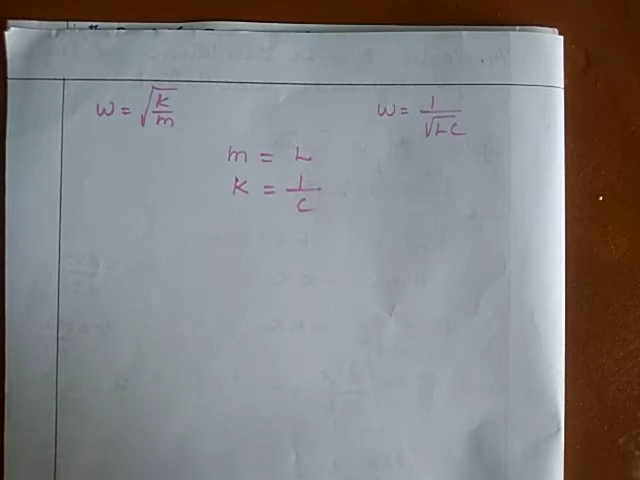 w = √(k/m) w = 1/√LC
m = L
k = 1/C